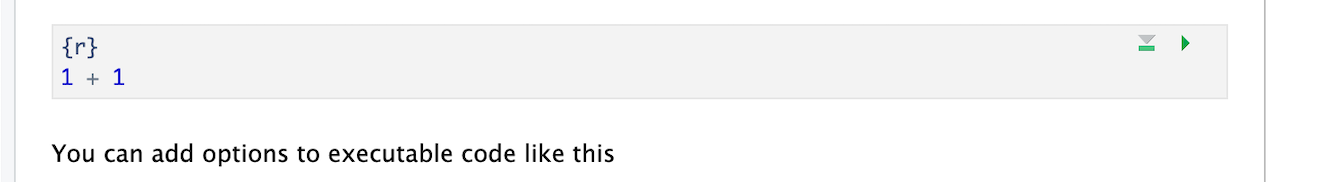 {r}
1 + 1
You can add options to executable code like this